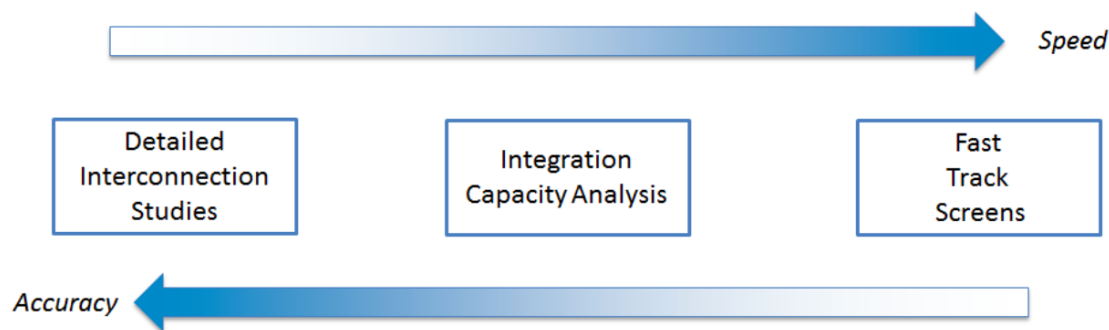 Speed
Detailed
Interconnection
Studies
Integration
Capacity Analysis
Fast
Track
Screens
Accuracy